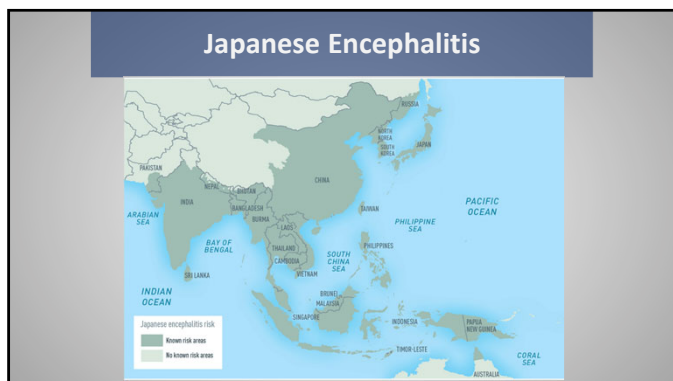 Japanese Encephalitis
RUSSIA
NORTH
KOREA
SOUTH
KOREA
JAPAN
CHINA
PAKISTAN
NEPAL
BHUTAN
BANGLADESH
INDIA
BURMA
TAIWAN
PACIFIC
OCEAN
ARABIAN
SEA
LAOS
PHILIPPINE
SEA
BAY OF
BENGAL
THAILAND
CAMBODIA
VIETNAM
SOUTH
CHINA
SEA
PHILIPPINES
SRI LANKA
INDIAN
OCEAN
BRUNEI
MALAYSIA
SINGAPORE
INDONESIA
PAPUA
NEW GUINEA
TIMOR-LESTE
CORAL
SEA
AUSTRALIA
Japanese encephalitis risk
Known risk areas
No known risk areas